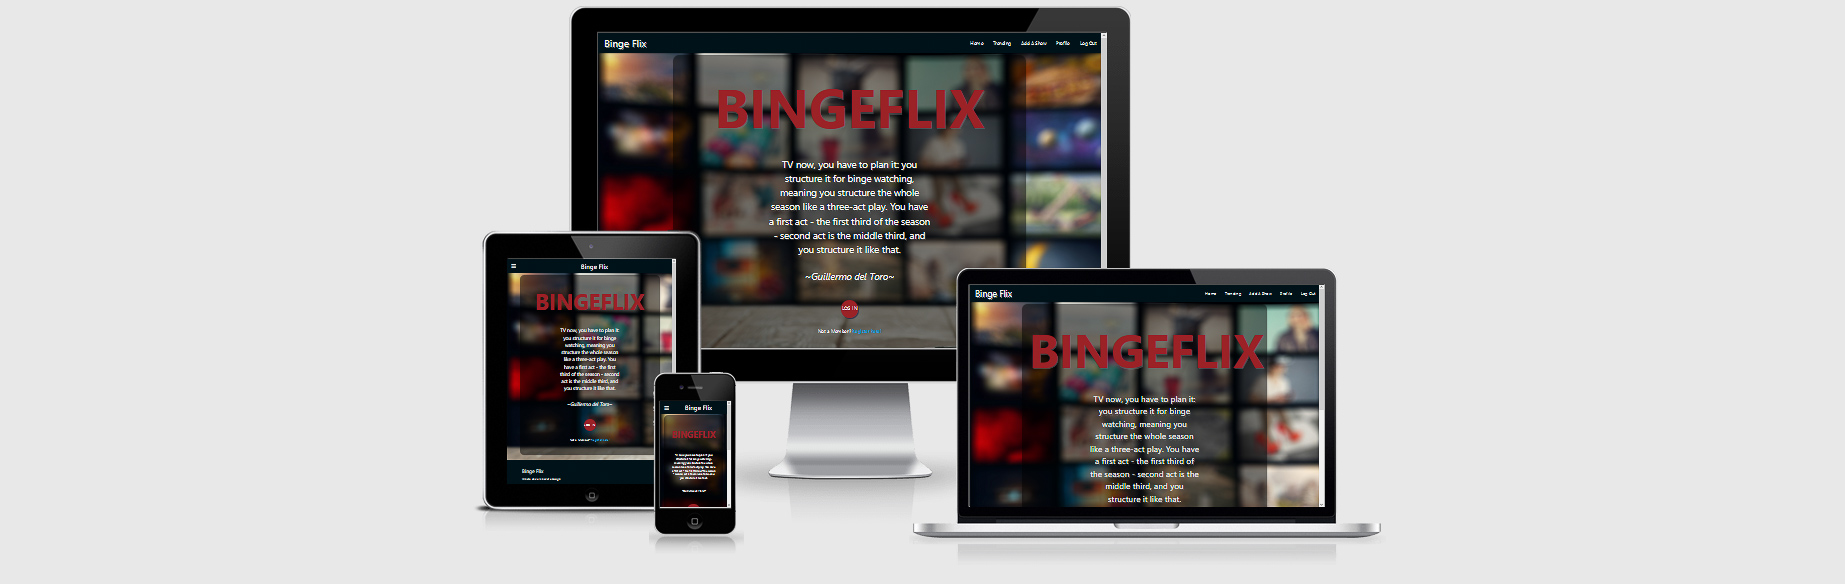 Binge Flix
Home Trending Add A Show Profile Log Out
BINGEFLIX
TV now, you have to plan it: you
structure it for binge watching,
meaning you structure the whole
season like a three-act play. You have
a first act - the first third of the season
- second act is the middle third, and
you structure it like that.
~Guillermo del Toro~
LOG IN
Not a Member?
Binge Flix
BINGEFLIX
TV now, you have to plan it:
you structure it for binge
watching, meaning you
structure the whole season
like a three-act play. You
have a first act - the first
third of the season - second
act is the middle third, and
you structure it like that.
~Guillermo del Toro~
LOG IN
Binge Flix
Binge Flix
BINGEFLIX
Binge Flix
Home Trending Add A Show Profile Log Out
BINGEFLIX
TV now, you have to plan it:
you structure it for binge
watching, meaning you
structure the whole season
like a three-act play. You have
a first act - the first third of
the season - second act is the
middle third, and you
structure it like that.